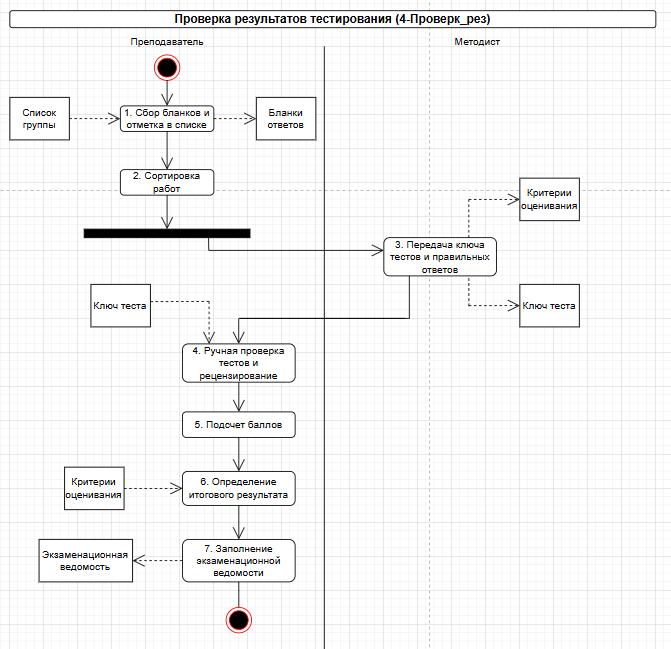 Проверка результатов тестирования (4-Проверк_рез)
Преподаватель
Методист
Список
группы
1. Сбор бланков и
отметка в списке
Бланки
ответов
2. Сортировка
работ
Критерии
оценивания
3. Передача ключа
тестов и правильных
ответов
Ключ теста
Ключ теста
4. Ручная проверка
тестов и
рецензирование
5. Подсчет баллов
Критерии
оценивания
6. Определение
итогового результата
Экзаменационная
ведомость
7. Заполнение
экзаменационной
ведомости